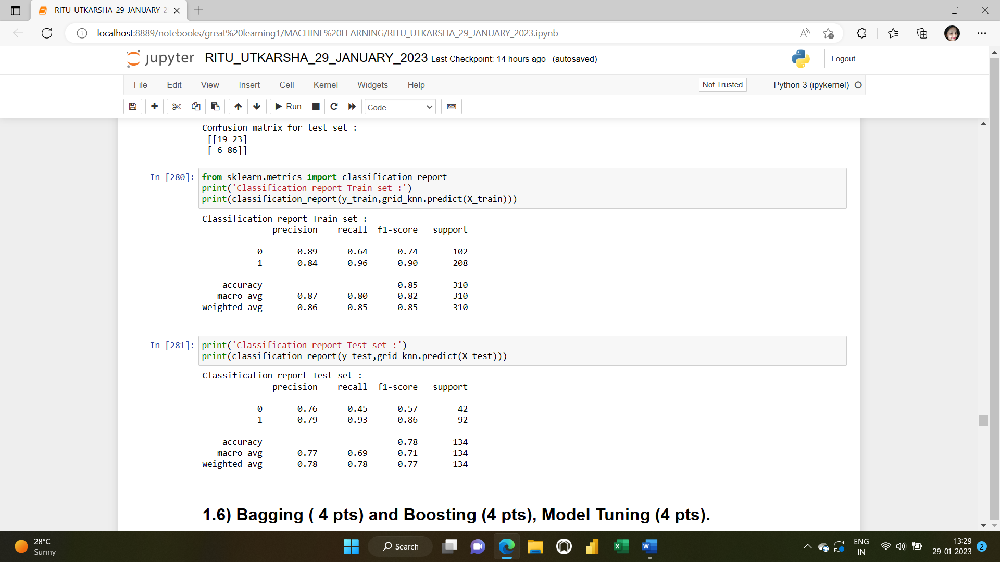 RITU_UTKARSHA_29_JANUARY_2
localhost:8889/notebooks/great%20learning1/MACHINE%20LEARNING/RITU_UTKARSHA_29_JANUARY_2023.ipynb
jupyter RITU_UTKARSHA_29_JANUARY_2023 Last Checkpoint: 14 hours ago (autosaved)
Logout
File Edit View Insert Cell Kernel Widgets Help
Not Trusted
Python 3 (ipykernel)
Run
Code
Confusion matrix for test set :
[[19 23]
[ 6 86]]
In [280]:
from sklearn.metrics import classification_report
print('Classification report Train set :')
print(classification_report(y_train,grid_knn.predict(X_train)))
Classification report Train set :
precision recall f1-score support
0 0.89 0.64 0.74 102
1 0.84 0.96 0.90 208
accuracy 0.85 310
macro avg 0.87 0.80 0.82 310
weighted avg 0.86 0.85 0.85 310
In [281]:
print('Classification report Test set :')
print(classification_report(y_test,grid_knn.predict(X_test)))
Classification report Test set :
precision recall f1-score support
0 0.76 0.45 0.57 42
1 0.79 0.93 0.86 92
accuracy 0.78 134
macro avg 0.77 0.69 0.71 134
weighted avg 0.78 0.78 0.77 134
1.6) Bagging ( 4 pts) and Boosting (4 pts), Model Tuning (4 pts).
28°C
Sunny
Search
ENG
IN
13:29
29-01-2023
2